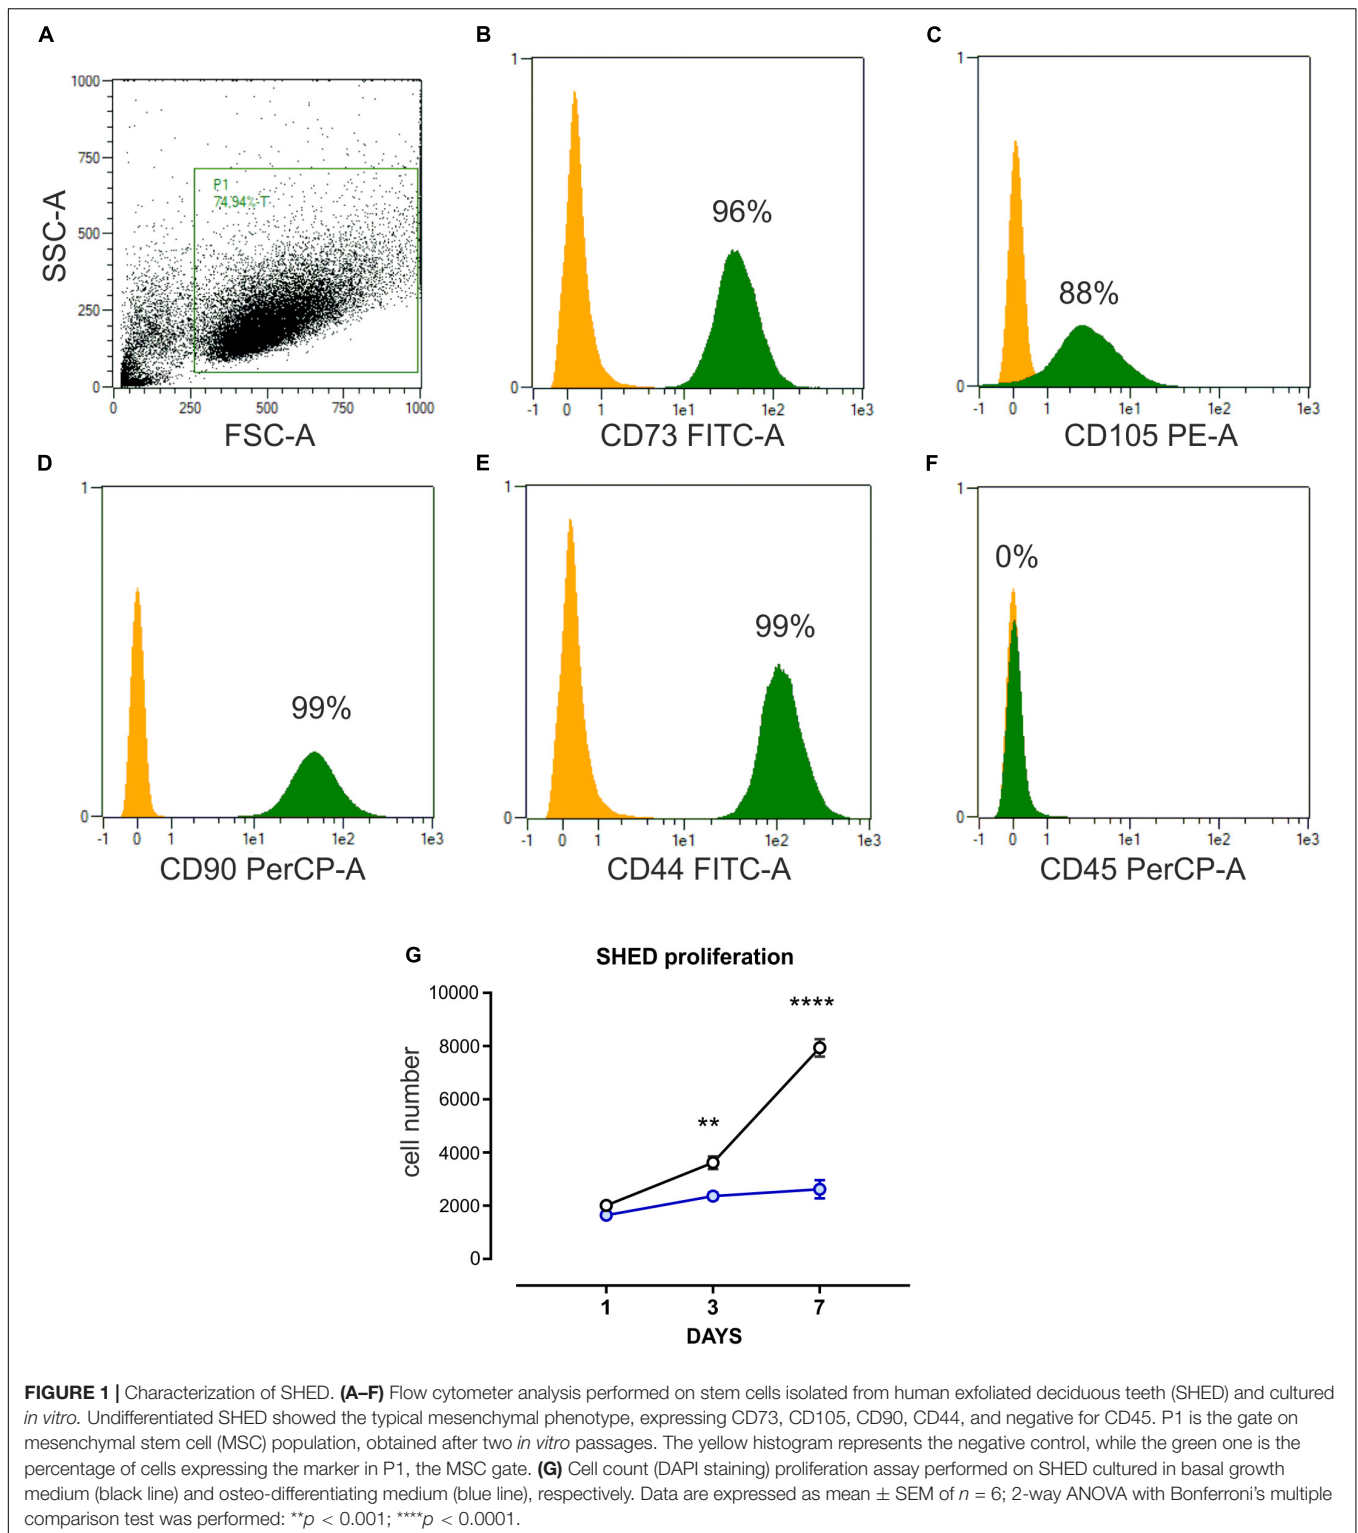 A
1000
750
500
250
0
SSC-A
P1
74.94%-T
0 250 500 750 1000
FSC-A
B
1
0
96%
-1 0 1 1e1 1e2 1e3
CD73 FITC-A
C
1
0
88%
-1 0 1 1e1 1e2 1e3
CD105 PE-A
D
1
0
99%
-1 0 1 1e1 1e2 1e3
CD90 PerCP-A
E
1
0
99%
-1 0 1 1e1 1e2 1e3
CD44 FITC-A
F
1
0
0%
-1 0 1 1e1 1e2 1e3
CD45 PerCP-A
G
SHED proliferation
10000
8000
6000
4000
2000
0
cell number
**
****
1 3 7
DAYS
FIGURE 1 | Characterization of SHED. (A–F) Flow cytometer analysis performed on stem cells isolated from human exfoliated deciduous teeth (SHED) and cultured
in vitro. Undifferentiated SHED showed the typical mesenchymal phenotype, expressing CD73, CD105, CD90, CD44, and negative for CD45. P1 is the gate on
mesenchymal stem cell (MSC) population, obtained after two in vitro passages. The yellow histogram represents the negative control, while the green one is the
percentage of cells expressing the marker in P1, the MSC gate. (G) Cell count (DAPI staining) proliferation assay performed on SHED cultured in basal growth
medium (black line) and osteo-differentiating medium (blue line), respectively. Data are expressed as mean ± SEM of n = 6; 2-way ANOVA with Bonferroni's multiple
comparison test was performed: **p < 0.001; ****p < 0.0001.